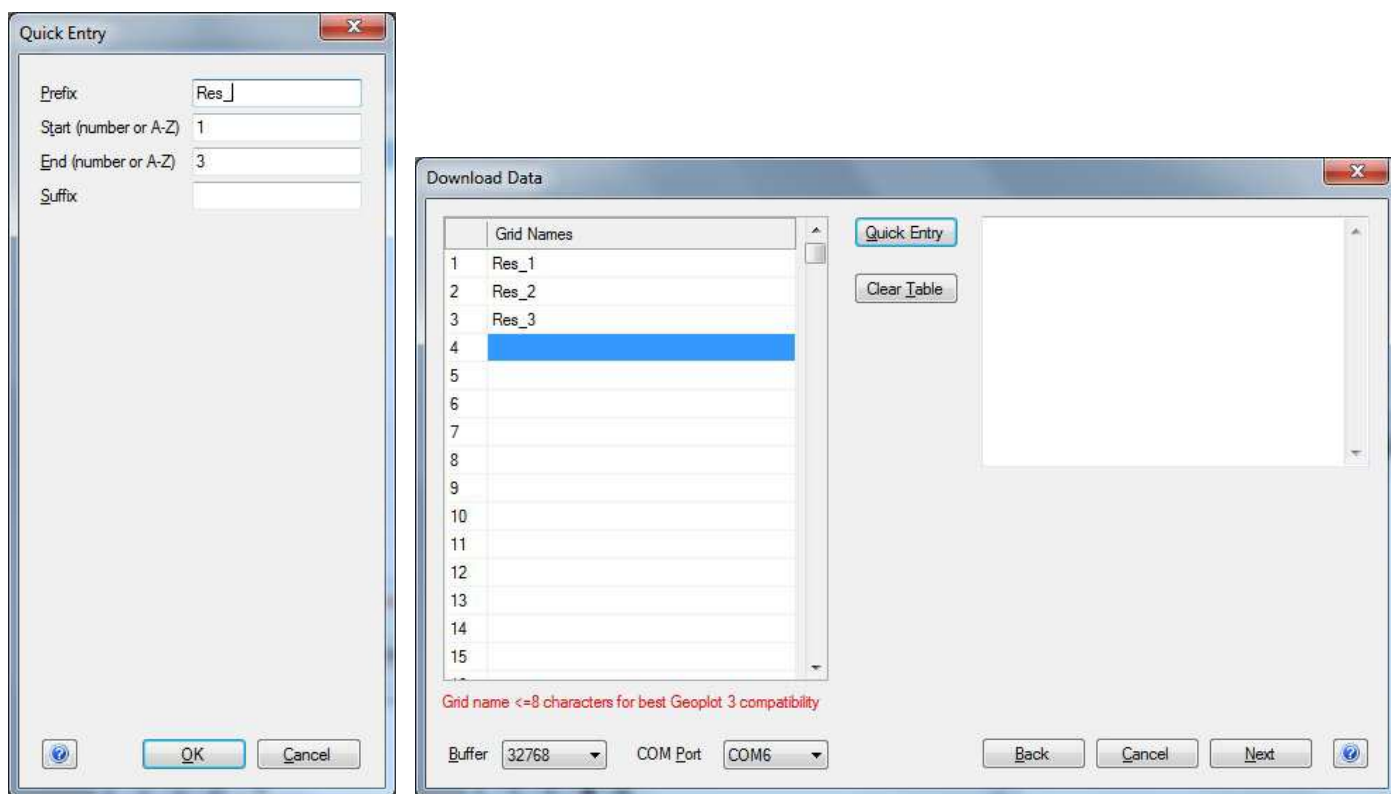 Quick Entry
Prefix Res_
Start (number or A-Z) 1
End (number or A-Z) 3
Suffix
OK Cancel
Download Data
Grid Names
1 Res_1
2 Res_2
3 Res_3
4
5
6
7
8
9
10
11
12
13
14
15
Quick Entry
Clear Table
Grid name <=8 characters for best Geoplot 3 compatibility
Buffer 32768 COM Port COM6 Back Cancel Next